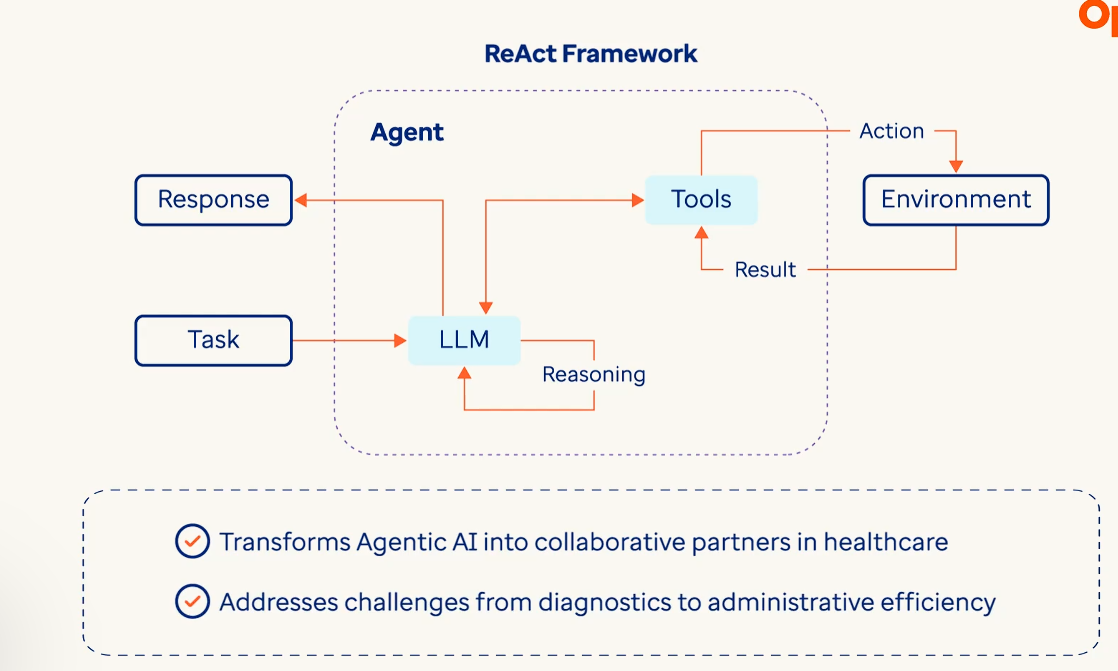 ReAct Framework
Agent
Action
Response
Tools
Environment
Result
Task
LLM
Reasoning
Transforms Agentic AI into collaborative partners in healthcare
Addresses challenges from diagnostics to administrative efficiency